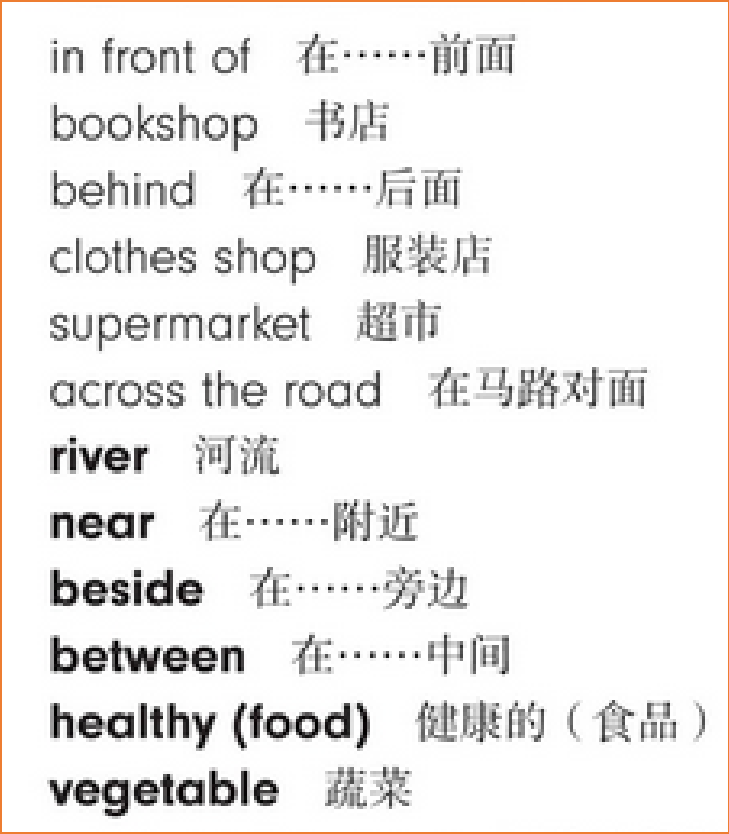 in front of 在……前面
bookshop 书店
behind 在……后面
clothes shop 服装店
supermarket 超市
across the road 在马路对面
river 河流
near 在……附近
beside 在……旁边
between 在……中间
healthy (food) 健康的（食品）
vegetable 蔬菜